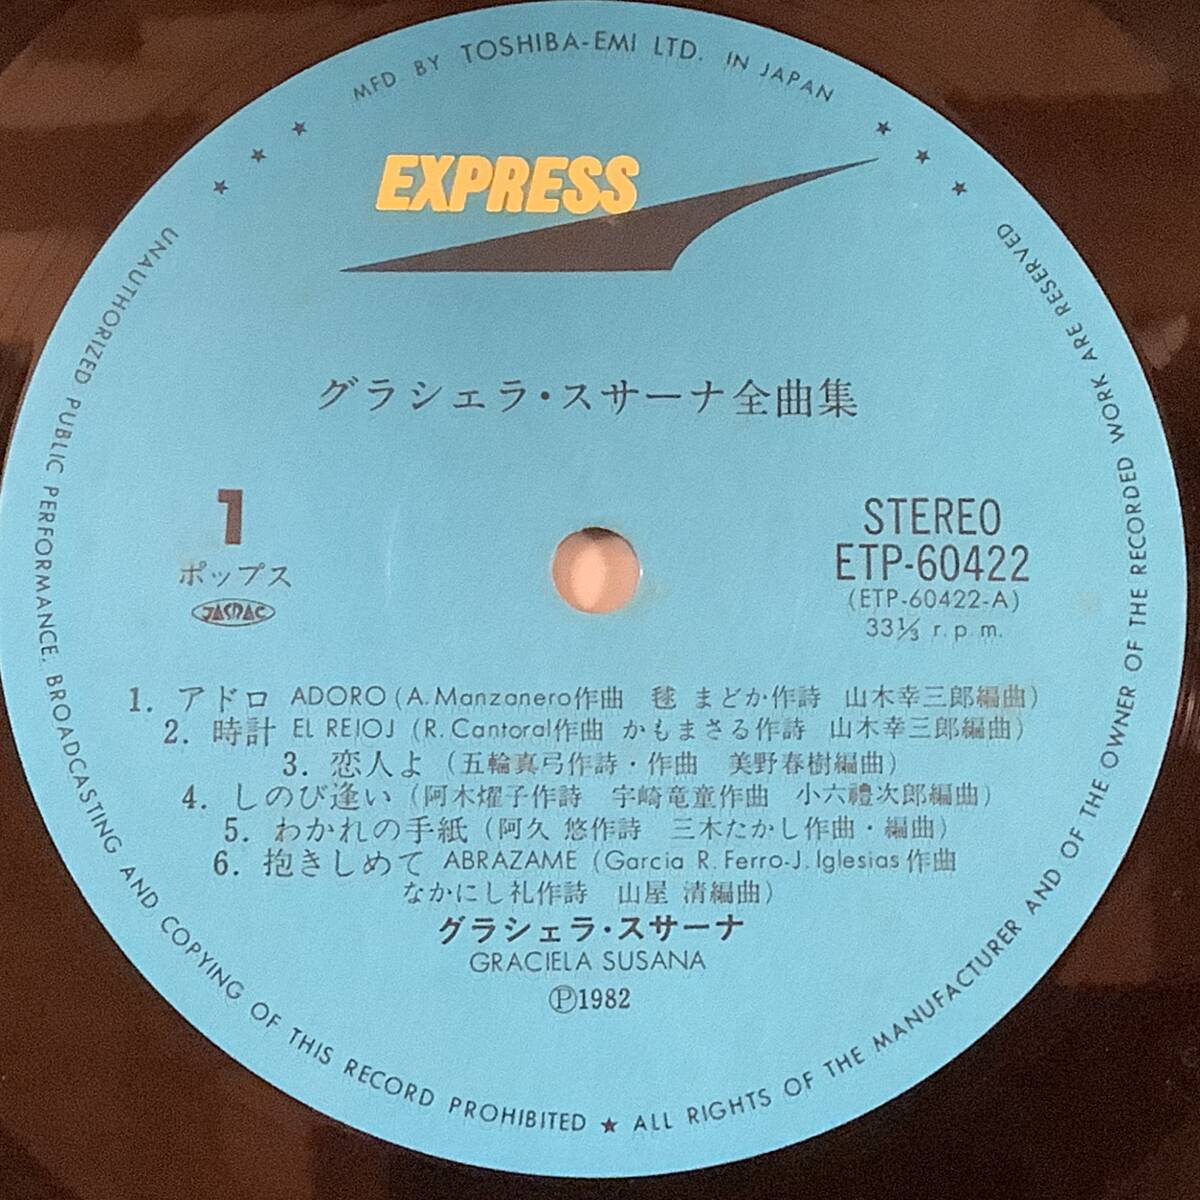 MFD BY TOSHIBA-EMI LTD. IN JAPAN
EXPRESS
グラシェラ・スサーナ全曲集
1
ポップス
JASRAC
STEREO
ETP-60422
(ETP-60422-A)
33⅓ r.p.m.
1. アドロ ADORO (A. Manzanero作曲 毬 まどか作詩 山木幸三郎編曲)
2. 時計 EL REIOJ (R. Cantoral作曲 かもまさる作詩 山木幸三郎編曲)
3. 恋人よ (五輪真弓作詩・作曲 美野春樹編曲)
4. しのび逢い (阿木燿子作詩 宇崎竜童作曲 小六禮次郎編曲)
5. わかれの手紙 (阿久 悠作詩 三木たかし作曲・編曲)
6. 抱きしめて ABRAZAME (Garcia R. Ferro-J. Iglesias作曲
なかにし礼作詩 山屋 清編曲)
グラシェラ・スサーナ
GRACIELA SUSANA
Ⓟ1982
UNAUTHORIZED PUBLIC PERFORMANCE. BROADCASTING AND COPYING OF THIS RECORD PROHIBITED ★ ALL RIGHTS OF THE MANUFACTURER AND OF THE OWNER OF THE RECORDED WORK ARE RESERVED